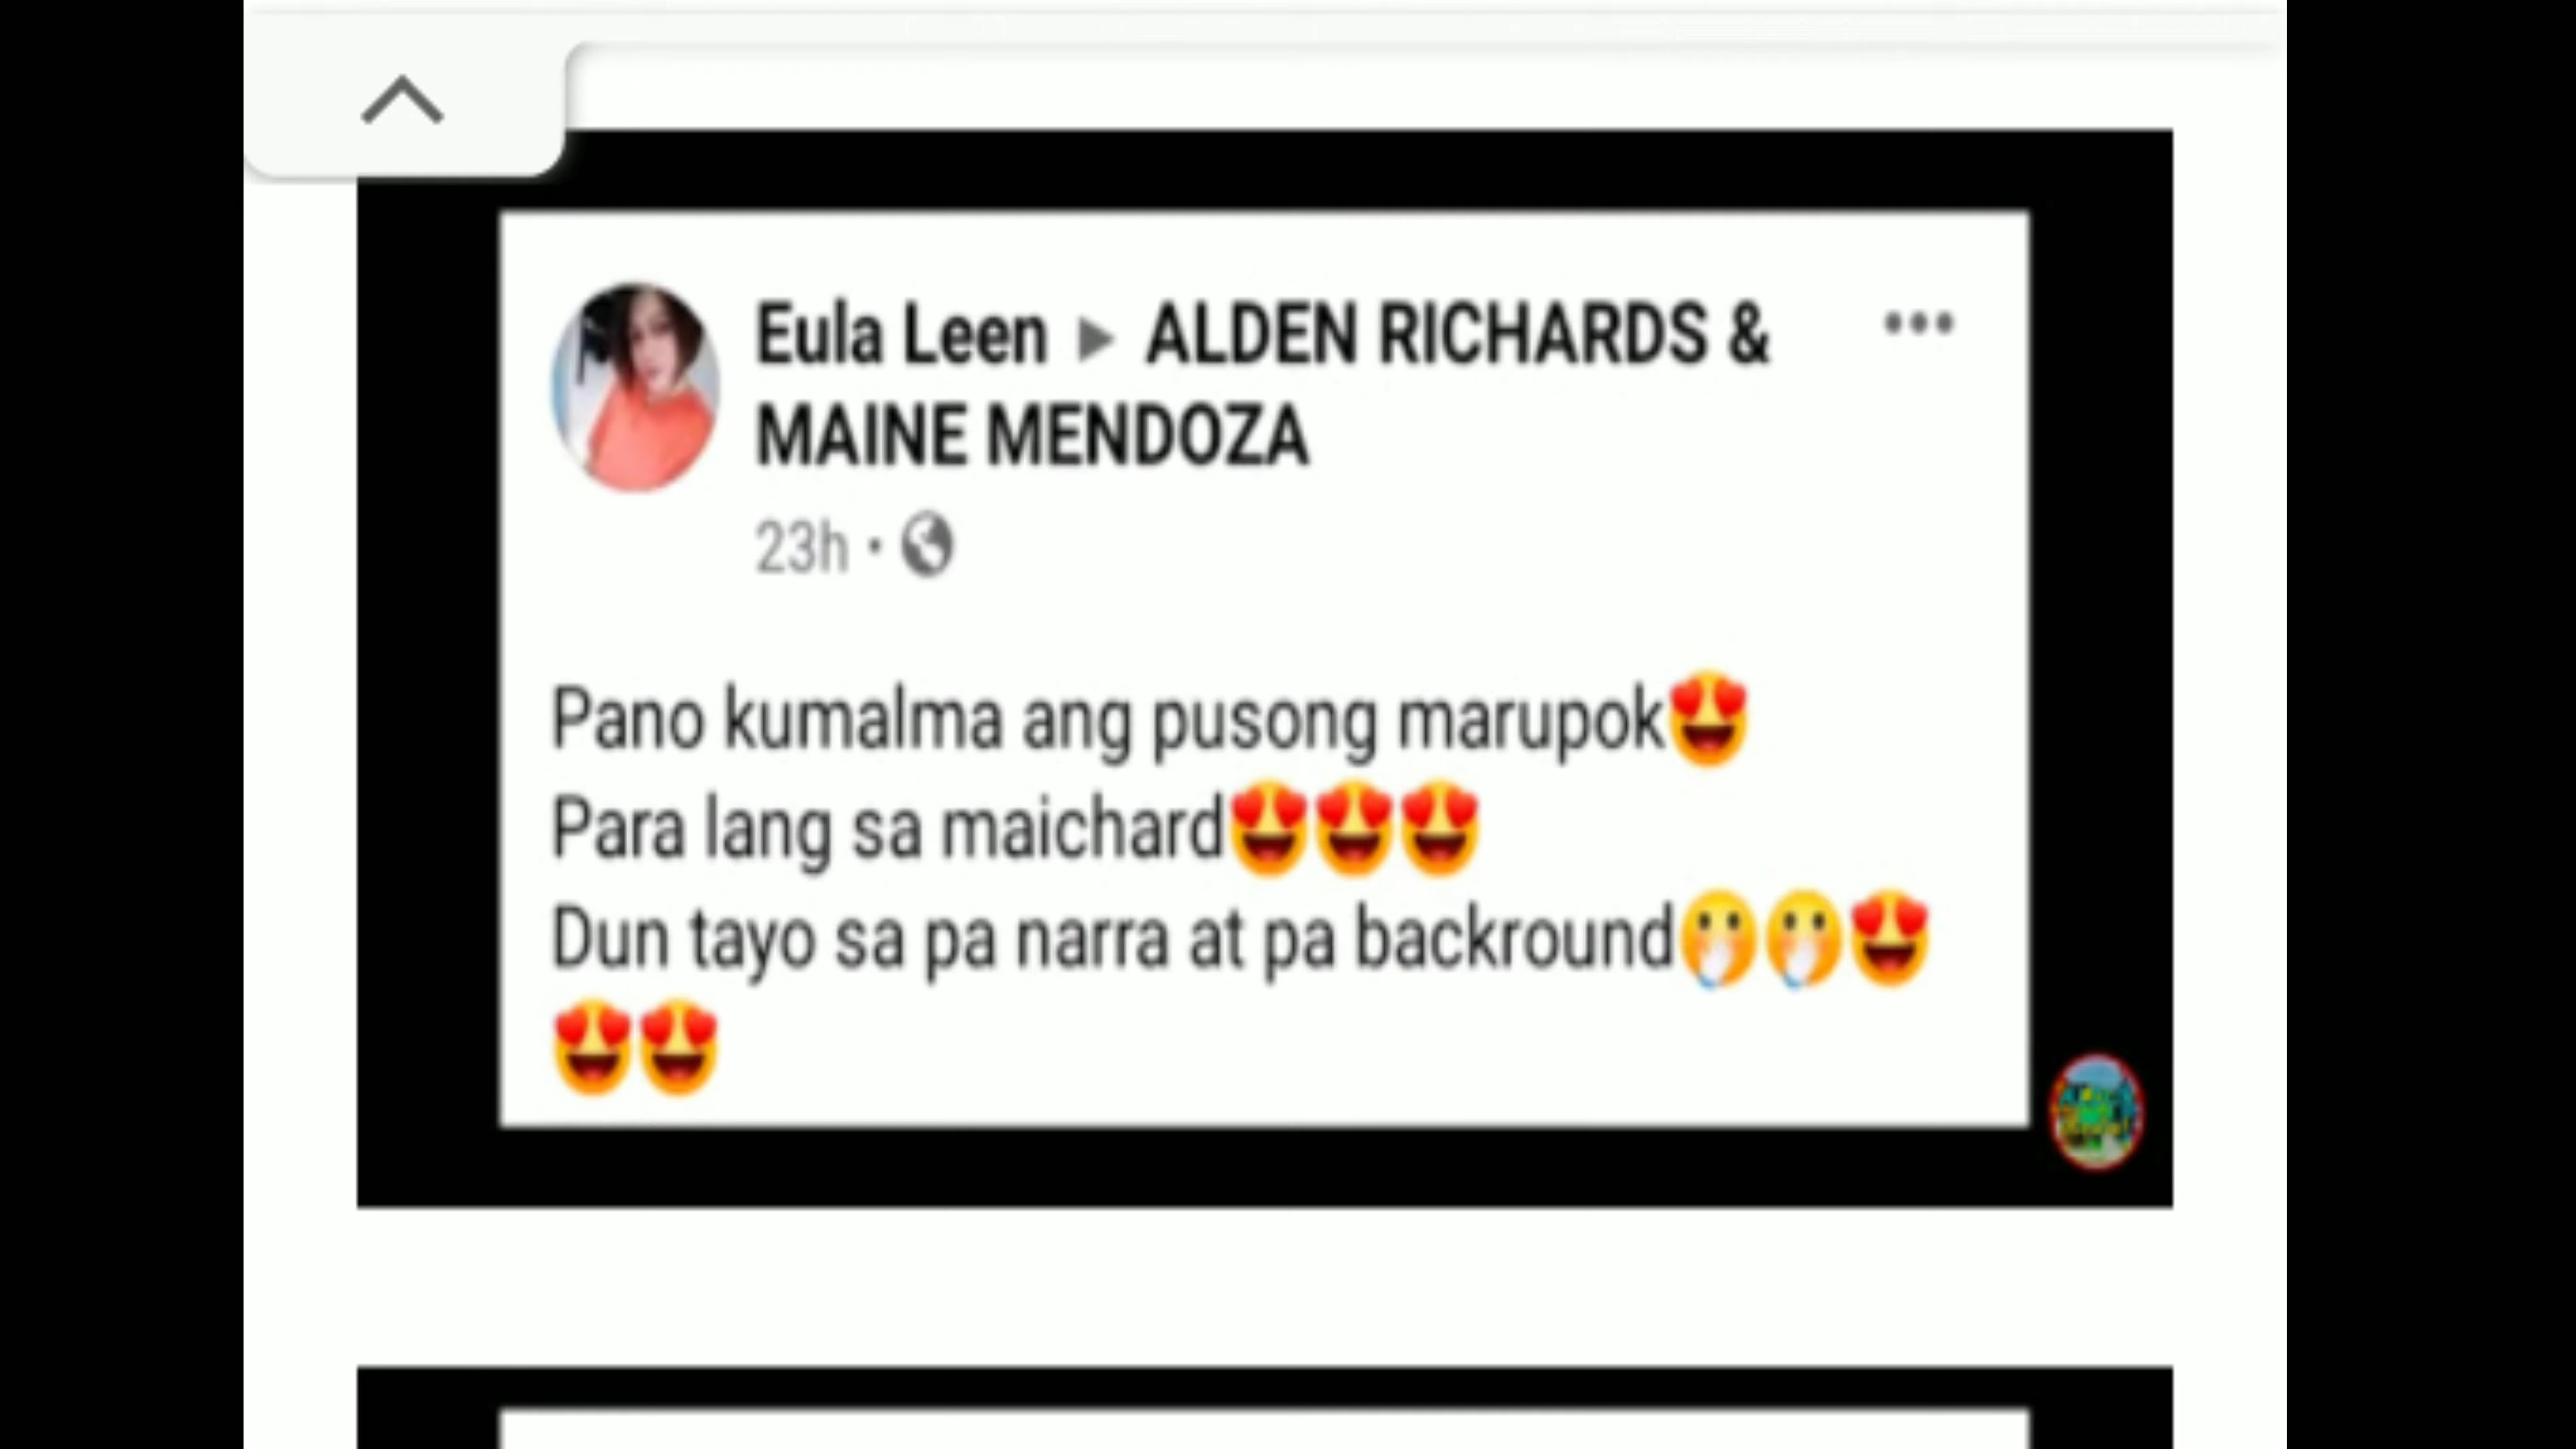 Eula Leen ▶ ALDEN RICHARDS &
MAINE MENDOZA
23h ·
Pano kumalma ang pusong marupok😍
Para lang sa maichard😍😍😍
Dun tayo sa pa narra at pa backround🤭🤭😍
😍😍